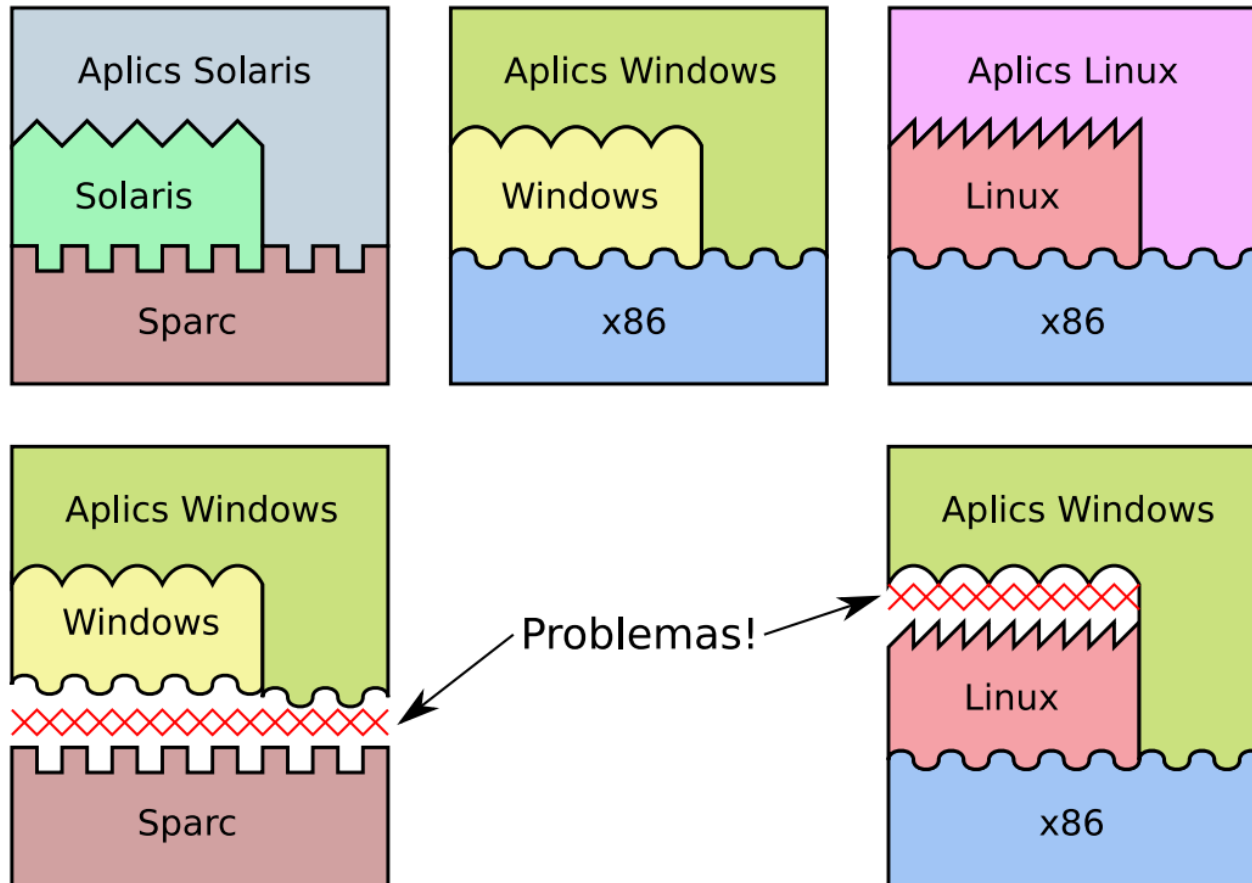 Aplics Solaris
Solaris
Sparc
Aplics Windows
Windows
x86
Aplics Linux
Linux
x86
Aplics Windows
Windows
Sparc
Problemas!
Aplics Windows
Linux
x86